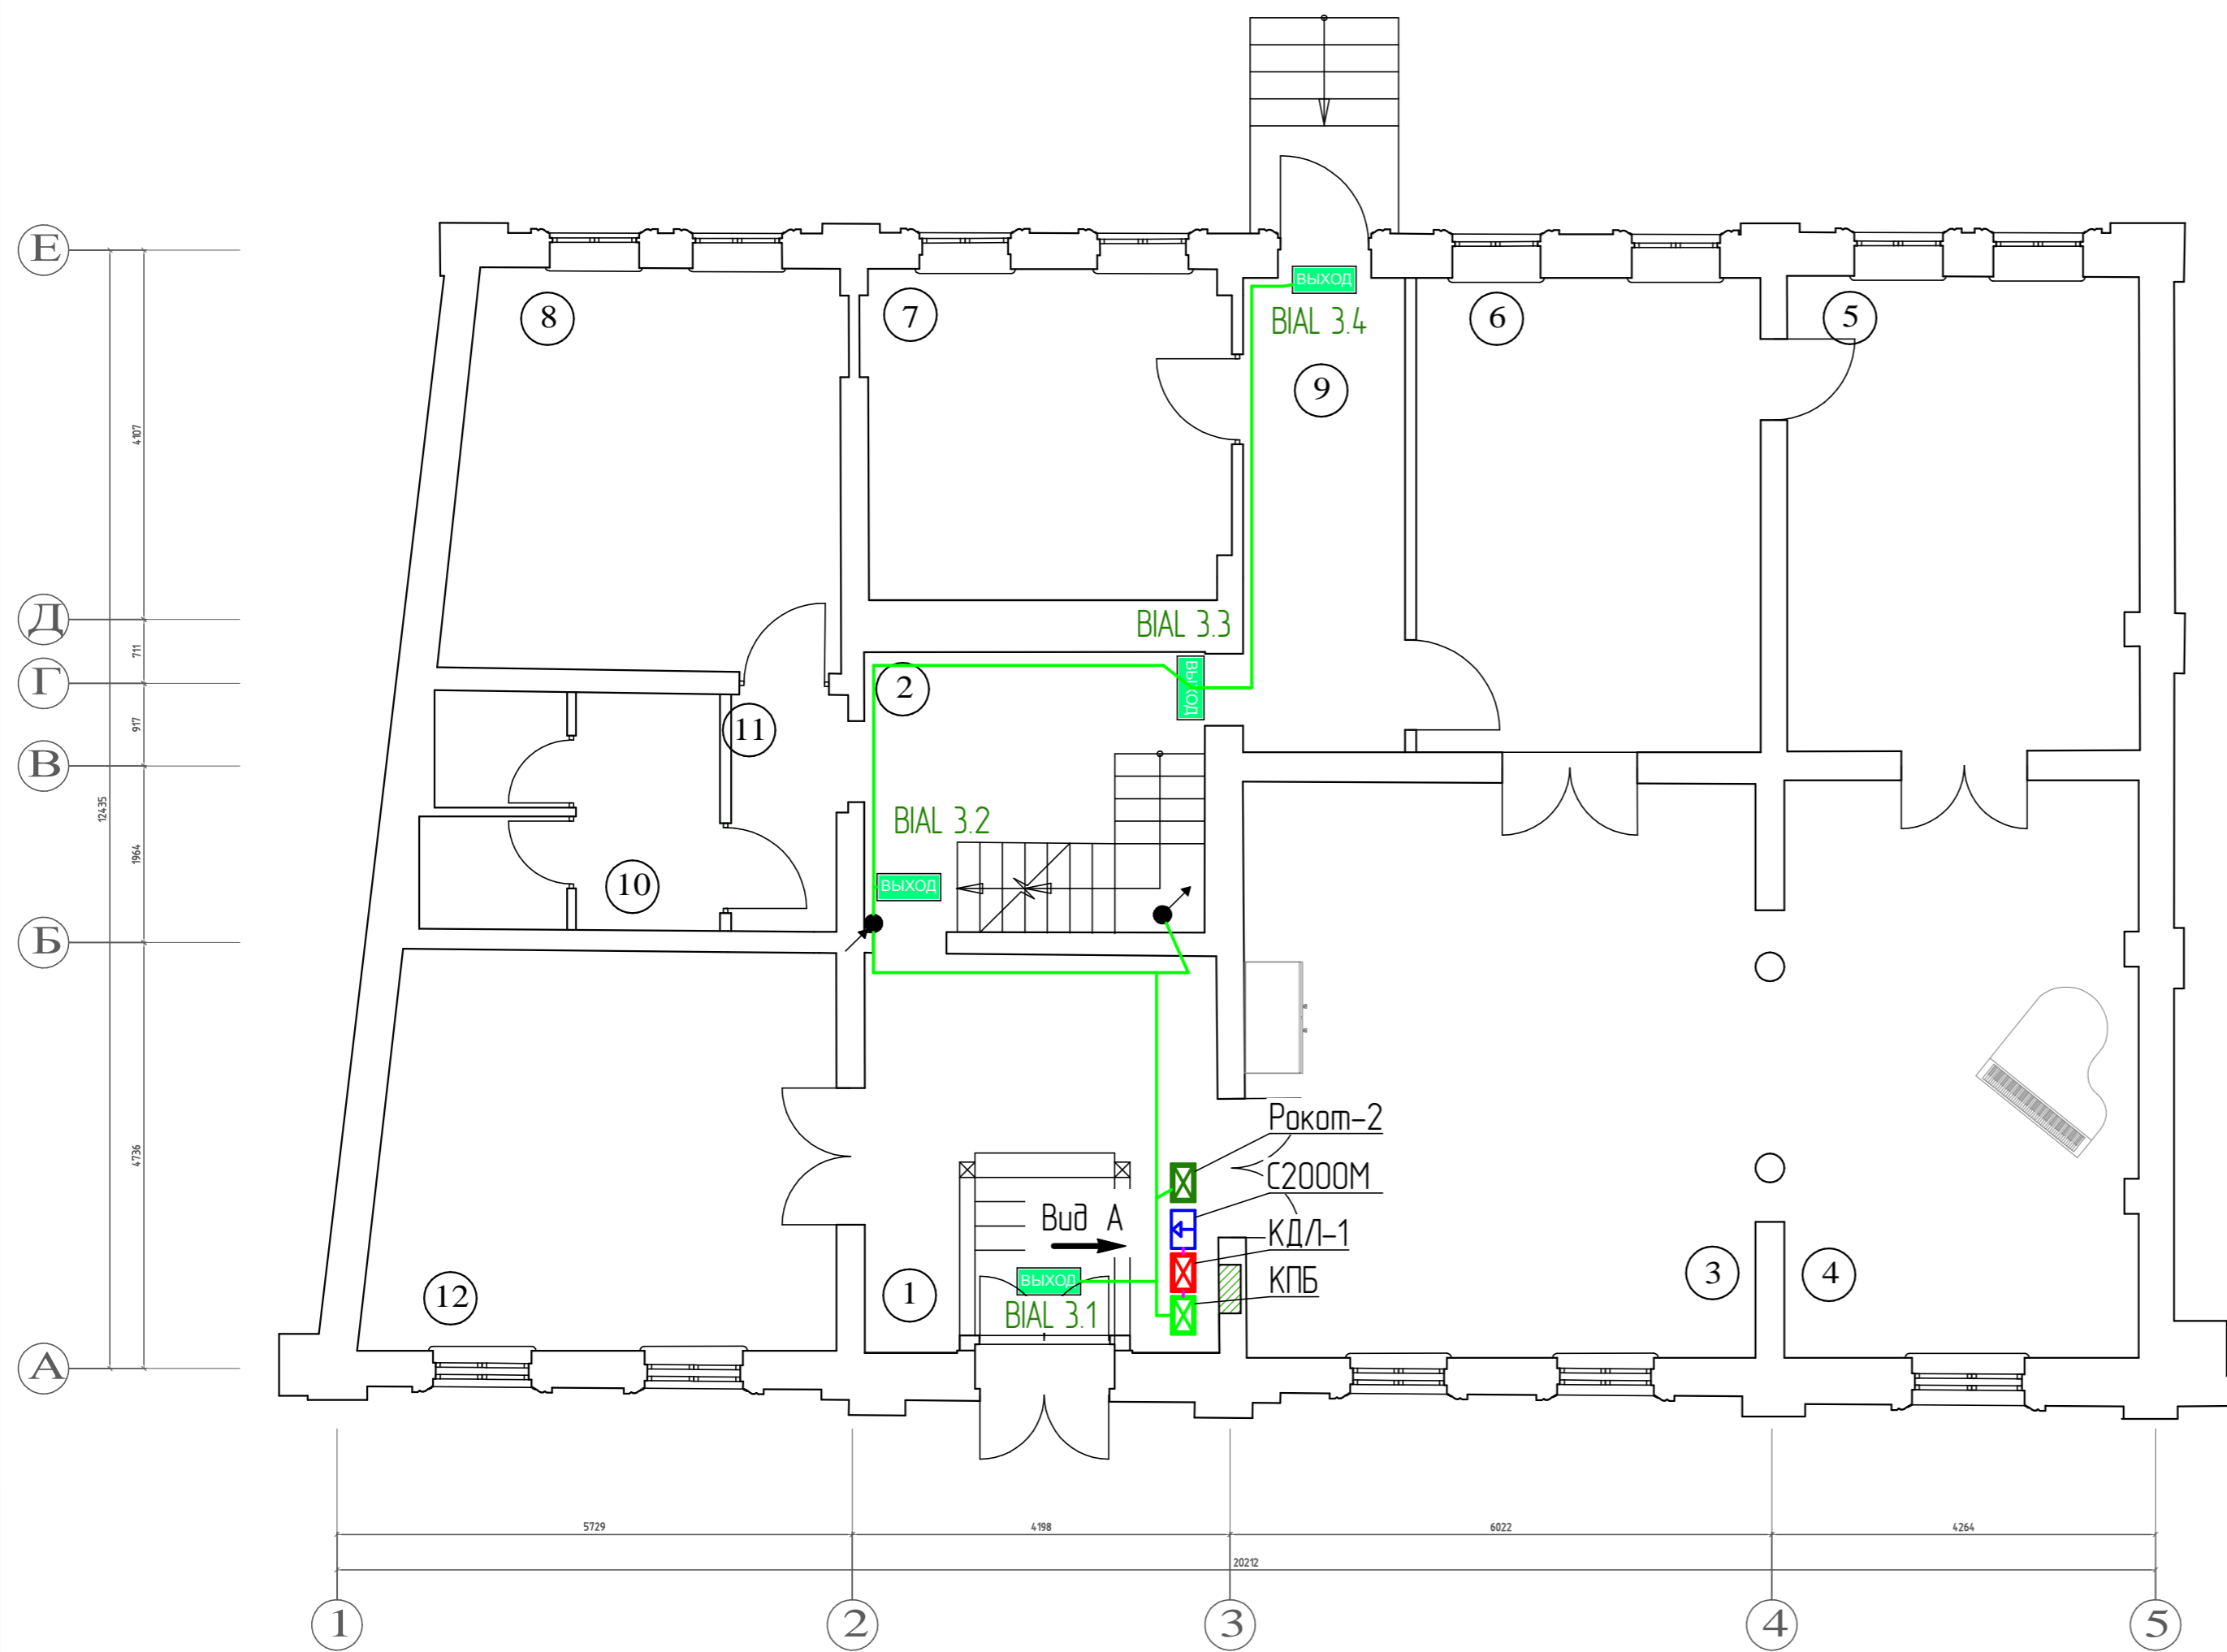 Е
ВЫХОД
BIAL 3.4
8
7
6
5
9
4107
Д
BIAL 3.3
711
Г
2
ВЫХОД
917
11
В
12435
BIAL 3.2
1964
10
ВЫХОД
Б
4736
Рокот-2
С2000М
Вид А
КДЛ-1
КПБ
12
1
ВЫХОД
3
4
BIAL 3.1
А
5729
4198
6022
4264
20212
1
2
3
4
5